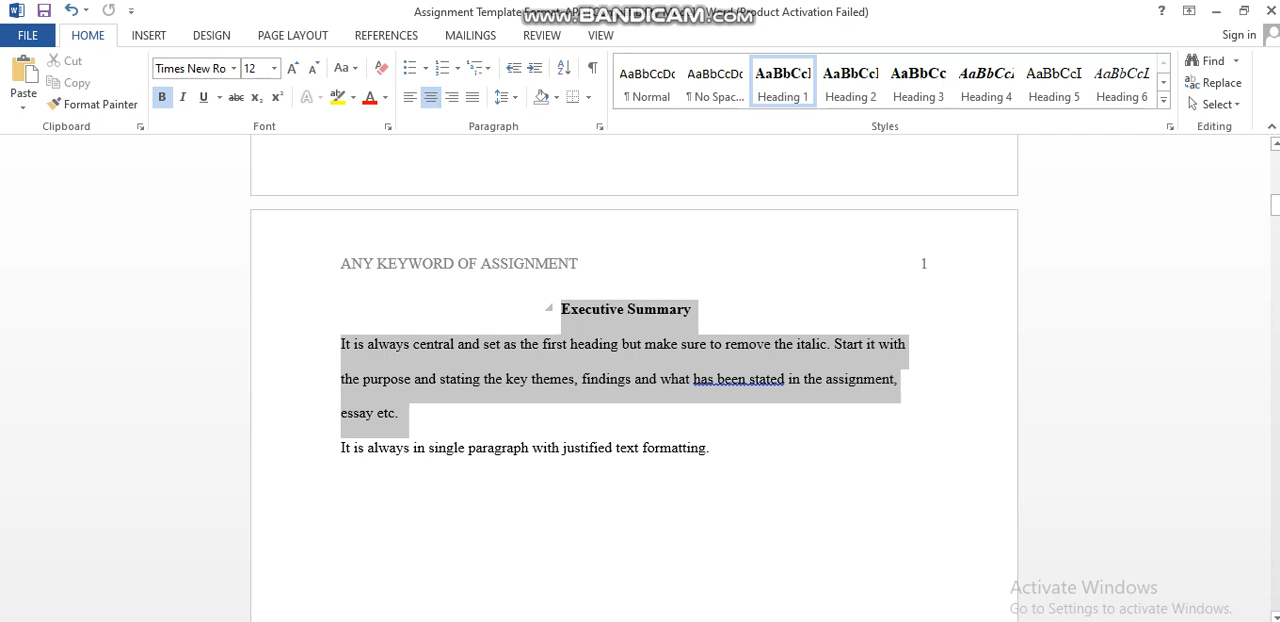 Assignment Template Format, AP
www.BANDICAM.com
Word (Product Activation Failed)
FILE HOME INSERT DESIGN PAGE LAYOUT REFERENCES MAILINGS REVIEW VIEW Sign in
Cut
Copy
Format Painter
Paste
Times New Ro 12 Aa
AaBbCcDc AaBbCcDc AaBbCcI AaBbCcI AaBbCc AaBbCcI AaBbCcI AaBbCcL
¶ Normal ¶ No Spac... Heading 1 Heading 2 Heading 3 Heading 4 Heading 5 Heading 6
Find
Replace
Select
Clipboard Font Paragraph Styles Editing
ANY KEYWORD OF ASSIGNMENT 1
Executive Summary
It is always central and set as the first heading but make sure to remove the italic. Start it with
the purpose and stating the key themes, findings and what has been stated in the assignment,
essay etc.
It is always in single paragraph with justified text formatting.
Activate Windows
Go to Settings to activate Windows.